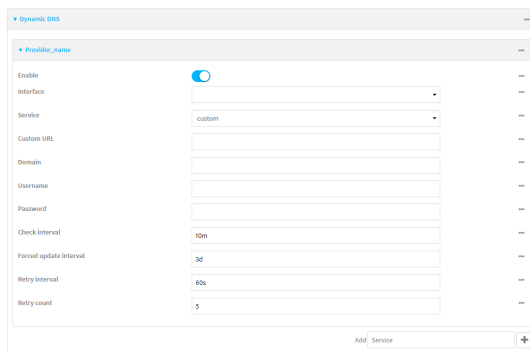 Dynamic DNS
Provider_name
Enable
Interface
Service custom
Custom URL
Domain
Username
Password
Check interval 10m
Forced update interval 3d
Retry interval 60s
Retry count 5
Add Service